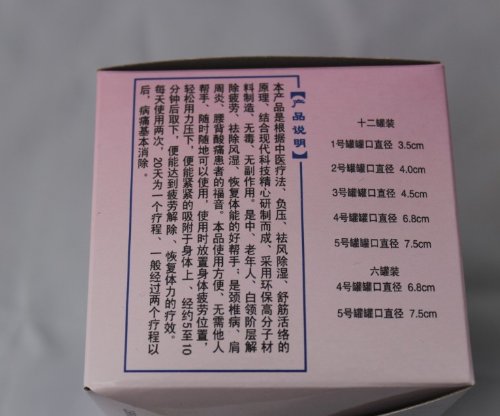 【产品说明】
本产品是根据中医疗法、负压、祛风除湿、舒筋活络的
原理、结合现代科技精心研制而成、采用环保高分子材
料制造、无毒、无副作用。是中、老年人、白领阶层解
除疲劳、祛除风湿、恢复体能的好帮手；是颈椎病、肩
周炎、腰背酸痛患者的福音。本品使用方便、无需他人
帮手、随时随地可以使用，使用时放置身体疲劳位置，
轻松用力压下，便能紧紧的吸附于身体上、经约5至10
分钟后取下，便能达到疲劳解除、恢复体力的疗效。
每天使用两次，20天为一个疗程、一般经过两个疗程以
后，病痛基本消除。
十二罐装
1号罐罐口直径 3.5cm
2号罐罐口直径 4.0cm
3号罐罐口直径 4.5cm
4号罐罐口直径 6.8cm
5号罐罐口直径 7.5cm
六罐装
4号罐罐口直径 6.8cm
5号罐罐口直径 7.5cm